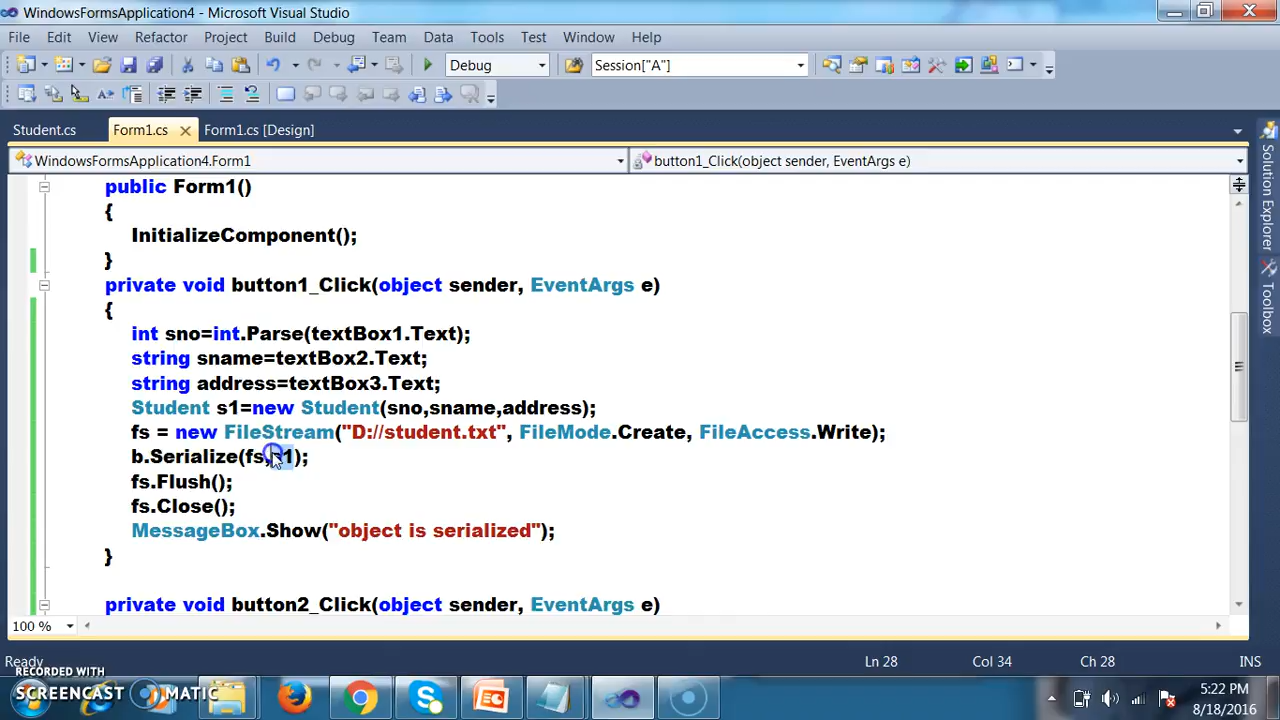 WindowsFormsApplication4 - Microsoft Visual Studio
File Edit View Refactor Project Build Debug Team Data Tools Test Window Help
Debug Session["A"]
Student.cs Form1.cs Form1.cs [Design]
WindowsFormsApplication4.Form1 button1_Click(object sender, EventArgs e)
Solution Explorer
Toolbox
public Form1()
{
InitializeComponent();
}
private void button1_Click(object sender, EventArgs e)
{
int sno=int.Parse(textBox1.Text);
string sname=textBox2.Text;
string address=textBox3.Text;
Student s1=new Student(sno,sname,address);
fs = new FileStream("D://student.txt", FileMode.Create, FileAccess.Write);
b.Serialize(fs,s1);
fs.Flush();
fs.Close();
MessageBox.Show("object is serialized");
}
private void button2_Click(object sender, EventArgs e)
100 %
Ready Ln 28 Col 34 Ch 28 INS
RECORDED WITH
SCREENCAST MATIC
5:22 PM
8/18/2016